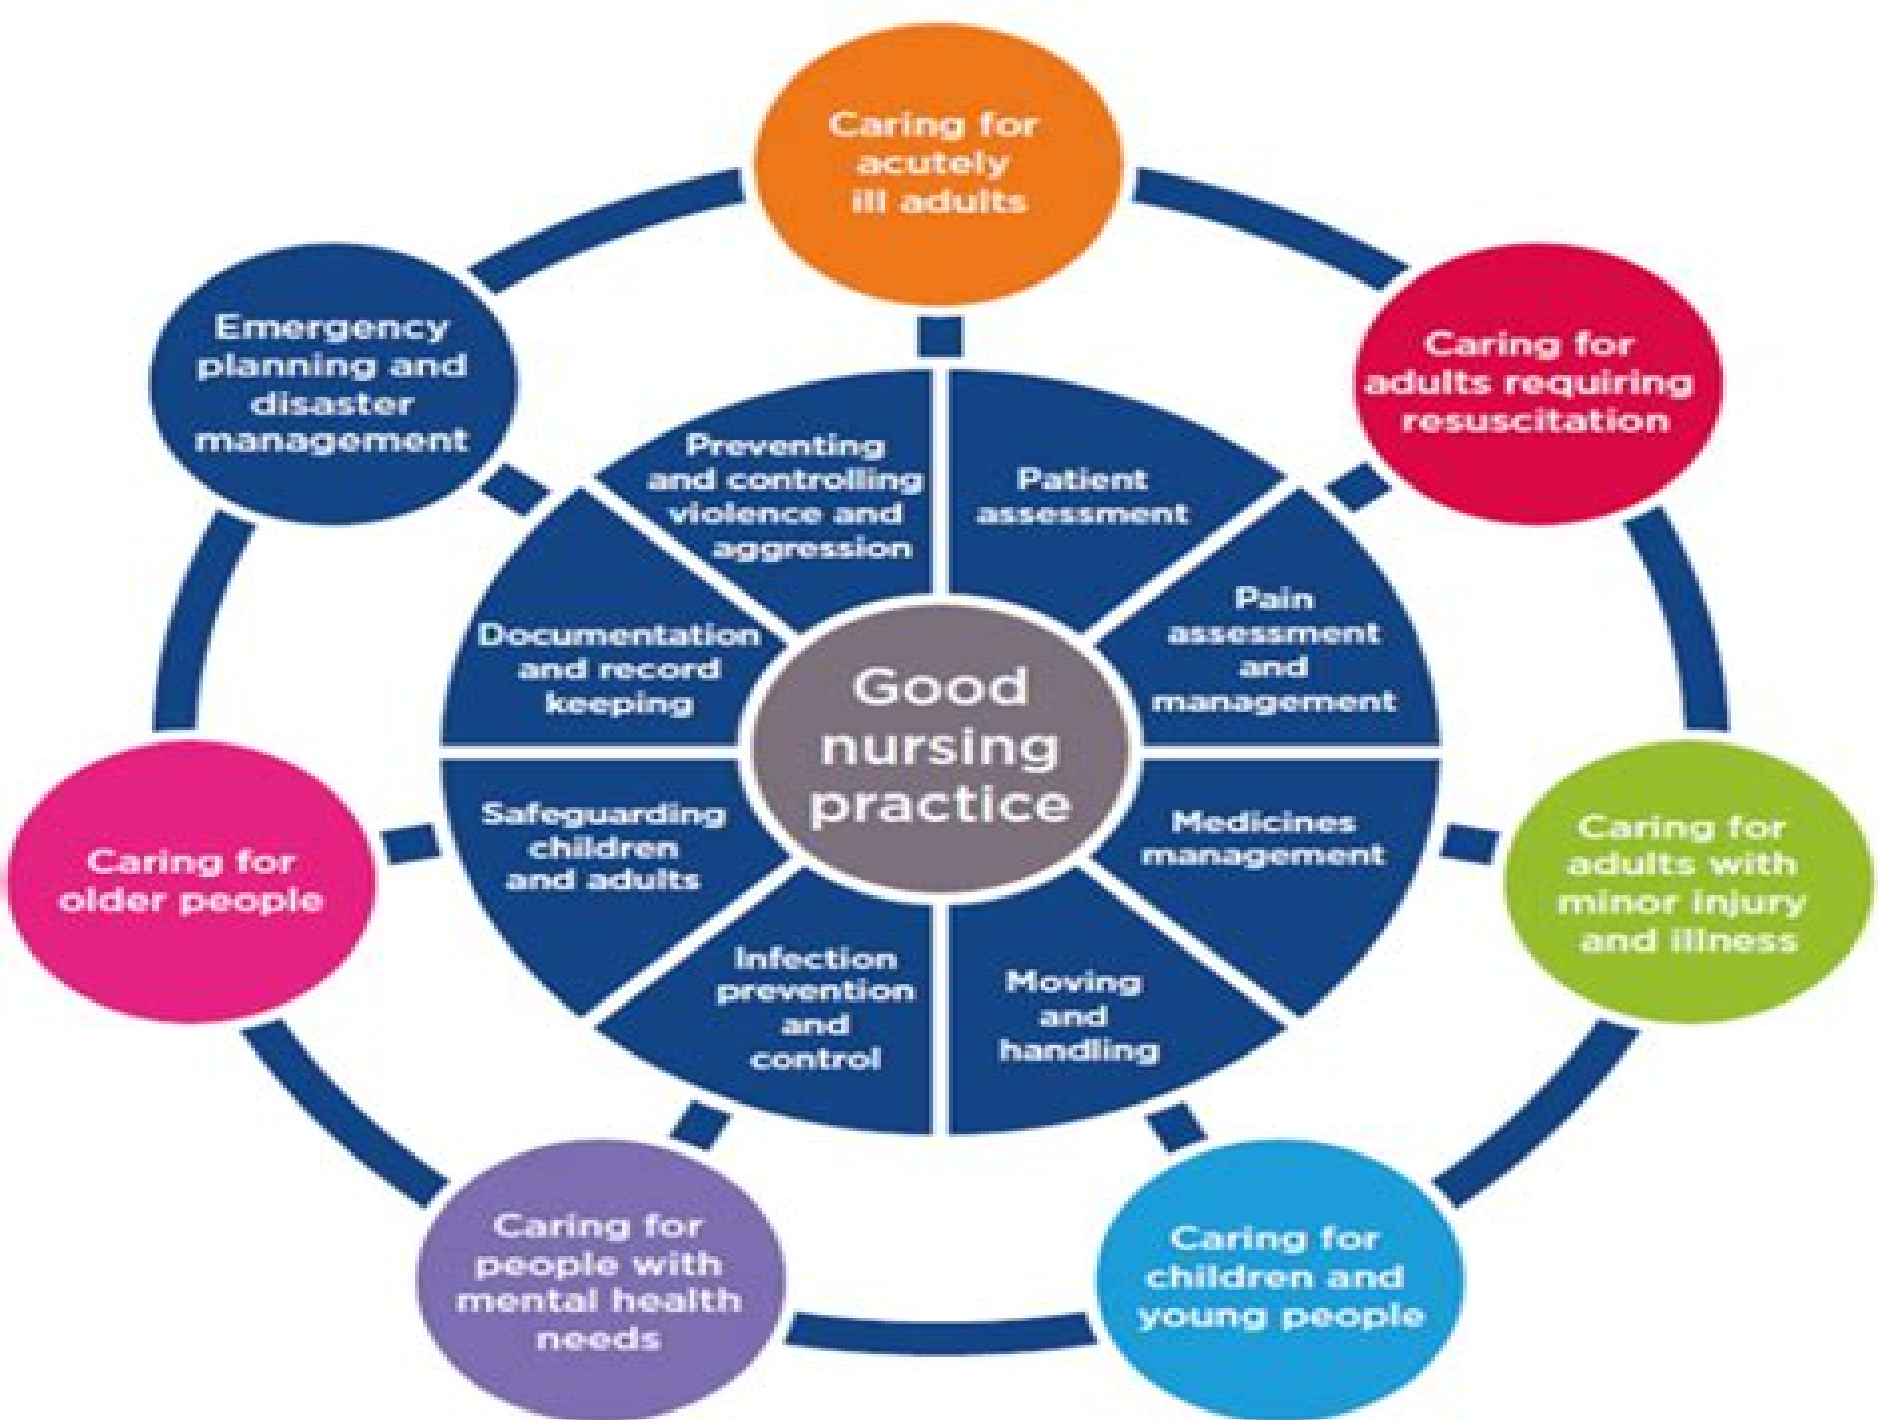 Caring for
acutely
ill adults
Caring for
adults requiring
resuscitation
Caring for
adults with
minor injury
and illness
Caring for
children and
young people
Caring for
people with
mental health
needs
Caring for
older people
Emergency
planning and
disaster
management
Patient
assessment
Pain
assessment
and
management
Medicines
management
Moving
and
handling
Infection
prevention
and
control
Safeguarding
children
and adults
Documentation
and record
keeping
Preventing
and controlling
violence and
aggression
Good
nursing
practice